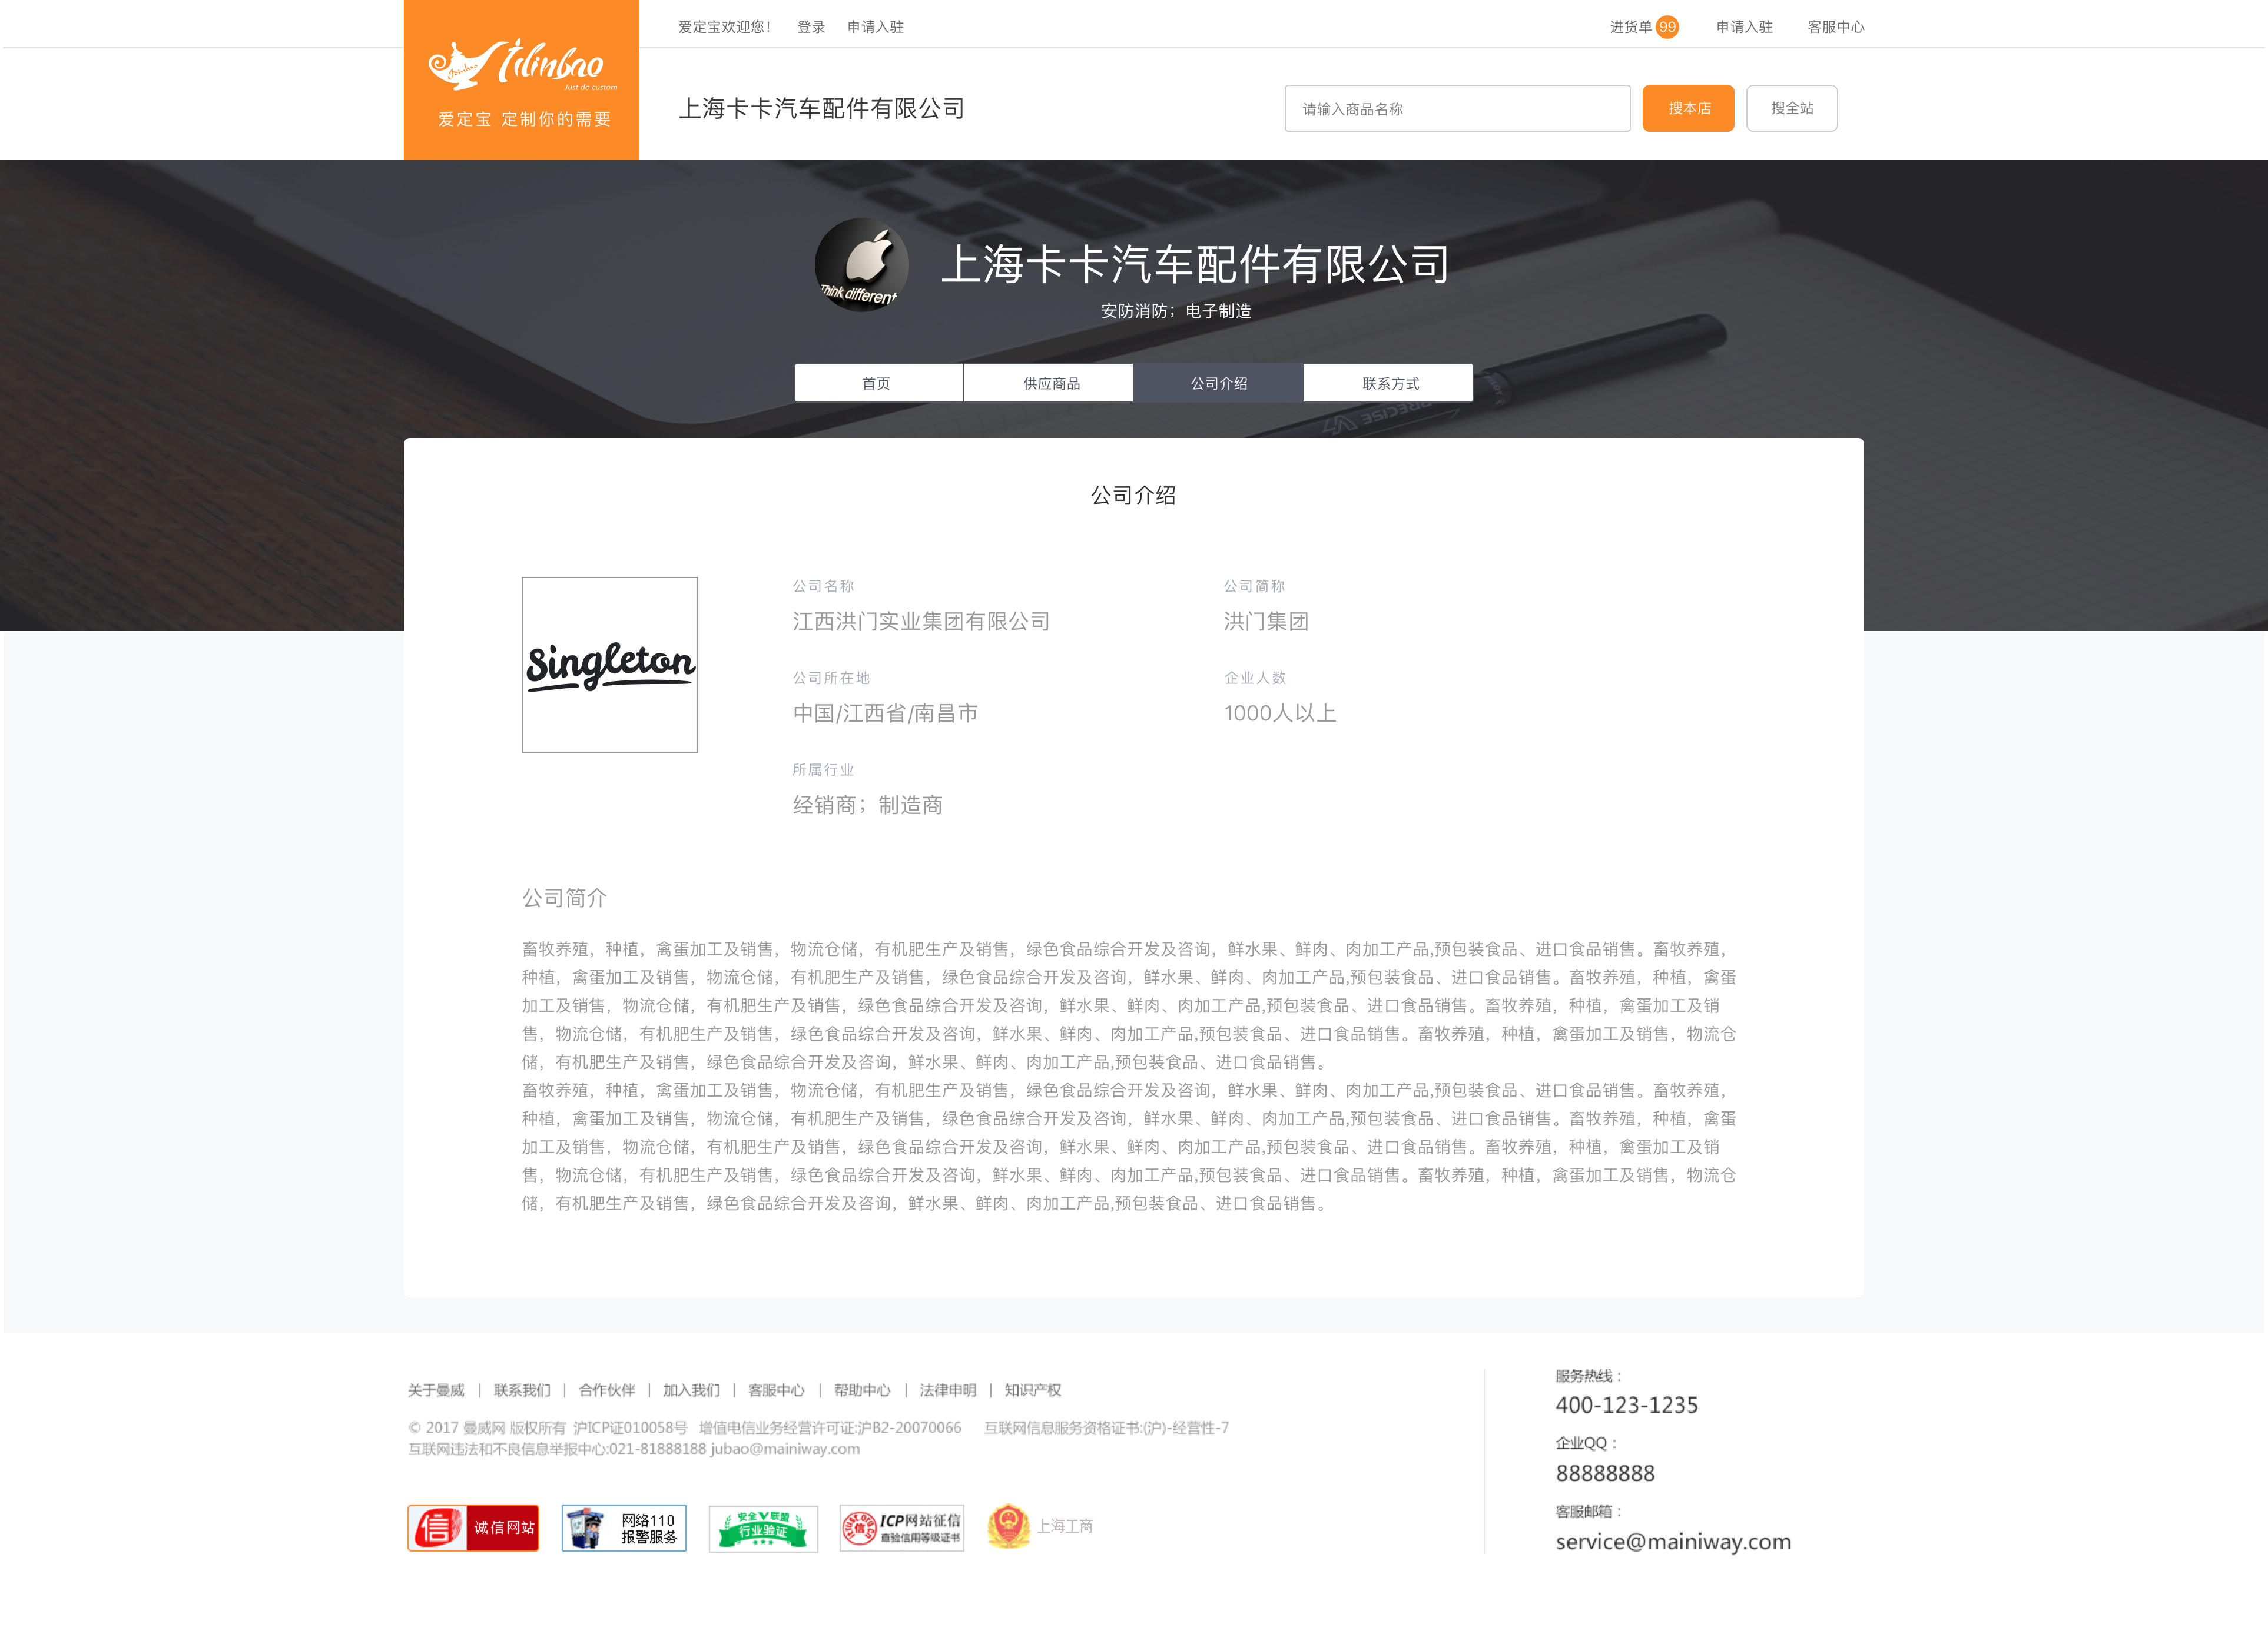 爱定宝欢迎您！ 登录 申请入驻
进货单 99 申请入驻 客服中心
Just do custom
爱定宝 定制你的需要
上海卡卡汽车配件有限公司
请输入商品名称 搜本店 搜全站
Think different
上海卡卡汽车配件有限公司
安防消防；电子制造
首页 供应商品 公司介绍 联系方式
PRECISE V7
公司介绍
Singleton
公司名称 公司简称
江西洪门实业集团有限公司 洪门集团
公司所在地 企业人数
中国/江西省/南昌市 1000人以上
所属行业
经销商；制造商
公司简介
畜牧养殖，种植，禽蛋加工及销售，物流仓储，有机肥生产及销售，绿色食品综合开发及咨询，鲜水果、鲜肉、肉加工产品,预包装食品、进口食品销售。畜牧养殖，
种植，禽蛋加工及销售，物流仓储，有机肥生产及销售，绿色食品综合开发及咨询，鲜水果、鲜肉、肉加工产品,预包装食品、进口食品销售。畜牧养殖，种植，禽蛋
加工及销售，物流仓储，有机肥生产及销售，绿色食品综合开发及咨询，鲜水果、鲜肉、肉加工产品,预包装食品、进口食品销售。畜牧养殖，种植，禽蛋加工及销
售，物流仓储，有机肥生产及销售，绿色食品综合开发及咨询，鲜水果、鲜肉、肉加工产品,预包装食品、进口食品销售。畜牧养殖，种植，禽蛋加工及销售，物流仓
储，有机肥生产及销售，绿色食品综合开发及咨询，鲜水果、鲜肉、肉加工产品,预包装食品、进口食品销售。
畜牧养殖，种植，禽蛋加工及销售，物流仓储，有机肥生产及销售，绿色食品综合开发及咨询，鲜水果、鲜肉、肉加工产品,预包装食品、进口食品销售。畜牧养殖，
种植，禽蛋加工及销售，物流仓储，有机肥生产及销售，绿色食品综合开发及咨询，鲜水果、鲜肉、肉加工产品,预包装食品、进口食品销售。畜牧养殖，种植，禽蛋
加工及销售，物流仓储，有机肥生产及销售，绿色食品综合开发及咨询，鲜水果、鲜肉、肉加工产品,预包装食品、进口食品销售。畜牧养殖，种植，禽蛋加工及销
售，物流仓储，有机肥生产及销售，绿色食品综合开发及咨询，鲜水果、鲜肉、肉加工产品,预包装食品、进口食品销售。畜牧养殖，种植，禽蛋加工及销售，物流仓
储，有机肥生产及销售，绿色食品综合开发及咨询，鲜水果、鲜肉、肉加工产品,预包装食品、进口食品销售。
关于曼威 | 联系我们 | 合作伙伴 | 加入我们 | 客服中心 | 帮助中心 | 法律申明 | 知识产权
© 2017 曼威网 版权所有 沪ICP证010058号 增值电信业务经营许可证:沪B2-20070066 互联网信息服务资格证书:(沪)-经营性-7
互联网违法和不良信息举报中心:021-81888188 jubao@mainiway.com
信 诚信网站
网络110
报警服务
安全V联盟
行业验证
信 ICP网站征信
直验信用等级证书
上海工商
服务热线：
400-123-1235
企业QQ：
88888888
客服邮箱：
service@mainiway.com